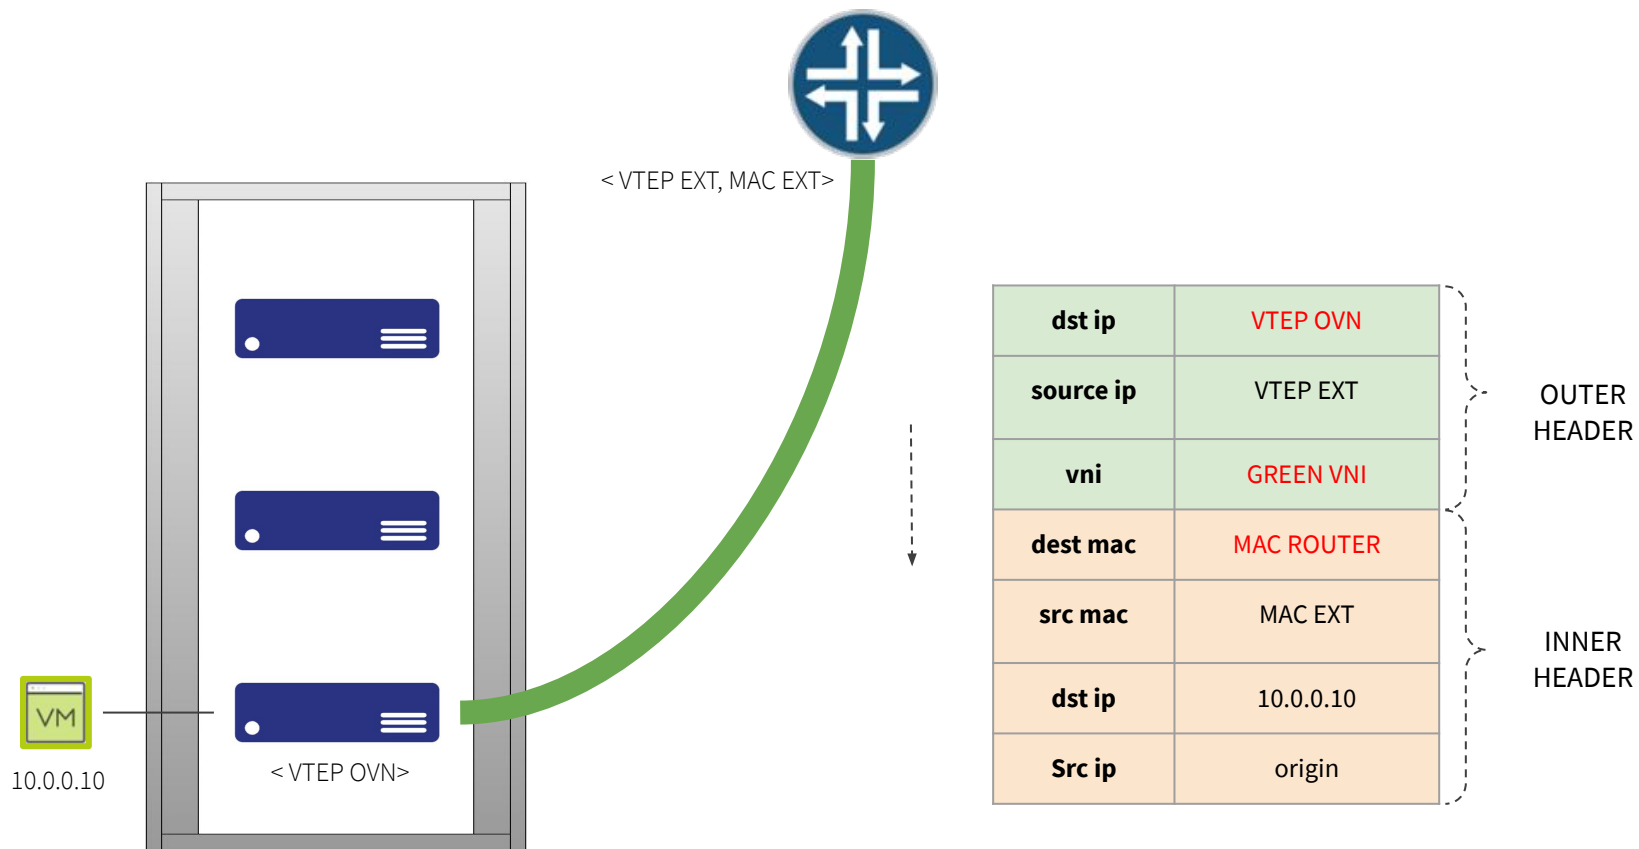 < VTEP EXT, MAC EXT>
VM
10.0.0.10
< VTEP OVN>
dst ip VTEP OVN
source ip VTEP EXT
vni GREEN VNI
dest mac MAC ROUTER
src mac MAC EXT
dst ip 10.0.0.10
Src ip origin
OUTER
HEADER
INNER
HEADER